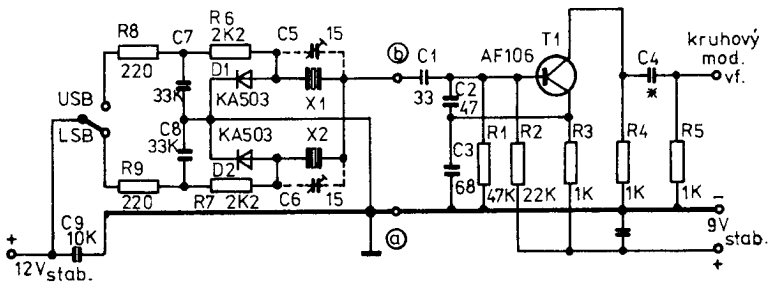 R8
220
C7
33K
R6
2K2
C5
15
D1
KA503
X1
USB
LSB
C8
33K
KA503
D2
X2
R9
220
R7
2K2
C6
15
C9
10K
+
12V stab.
b
a
C1
33
C2
47
C3
68
AF106
T1
R1
47K
R2
22K
R3
1K
R4
1K
C4
*
R5
1K
kruhový
mod.
vf.
−
9V
stab.
+